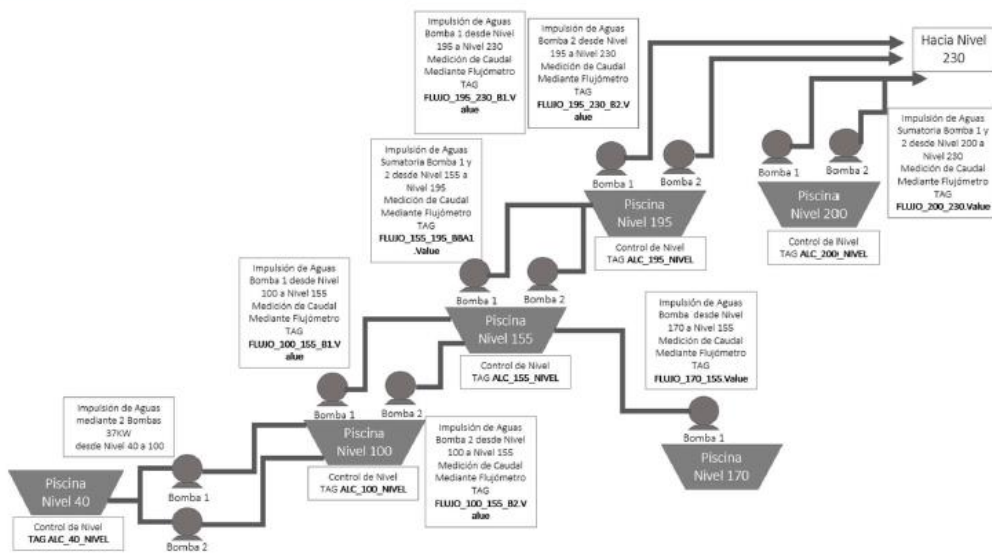 Impulsión de Aguas
Bomba 1 desde Nivel
195 a Nivel 230
Medición de Caudal
Mediante Flujómetro
TAG
FLUJO_195_230_B1.V
alue
Impulsión de Aguas
Bomba 2 desde Nivel
195 a Nivel 230
Medición de Caudal
Mediante Flujómetro
TAG
FLUJO_195_230_B2.V
alue
Hacia Nivel
230
Impulsión de Aguas
Sumatoria Bomba 1 y
2 desde Nivel 200 a
Nivel 230
Medición de Caudal
Mediante Flujómetro
TAG
FLUJO_200_230.Value
Impulsión de Aguas
Sumatoria Bomba 1 y
2 desde Nivel 155 a
Nivel 195
Medición de Caudal
Mediante Flujómetro
TAG
FLUJO_155_195_BBA1
.Value
Bomba 1
Bomba 2
Piscina
Nivel 195
Control de Nivel
TAG ALC_195_NIVEL
Bomba 1
Bomba 2
Piscina
Nivel 200
Control de lNivel
TAG ALC_200l_NIVEL
Impulsión de Aguas
Bomba 1 desde Nivel
100 a Nivel 155
Medición de Caudal
Mediante Flujómetro
TAG
FLUJO_100_155_B1.V
alue
Bomba 1
Bomba 2
Piscina
Nivel 155
Control de Nivel
TAG ALC_155_NIVEL
Impulsión de Aguas
Bomba desde Nivel
170 a Nivel 155
Medición de Caudal
Mediante Flujómetro
TAG
FLUJO_170_155.Value
Bomba 1
Piscina
Nivel 170
Impulsión de Aguas
mediante 2 Bombas
37KW
desde Nivel 40 a 100
Bomba 1
Bomba 2
Piscina
Nivel 100
Control de Nivel
TAG ALC_100_NIVEL
Impulsión de Aguas
Bomba 2 desde Nivel
100 a Nivel 155
Medición de Caudal
Mediante Flujómetro
TAG
FLUJO_100_155_B2.V
alue
Piscina
Nivel 40
Control de Nivel
TAG ALC_40_NIVEL
Bomba 1
Bomba 2